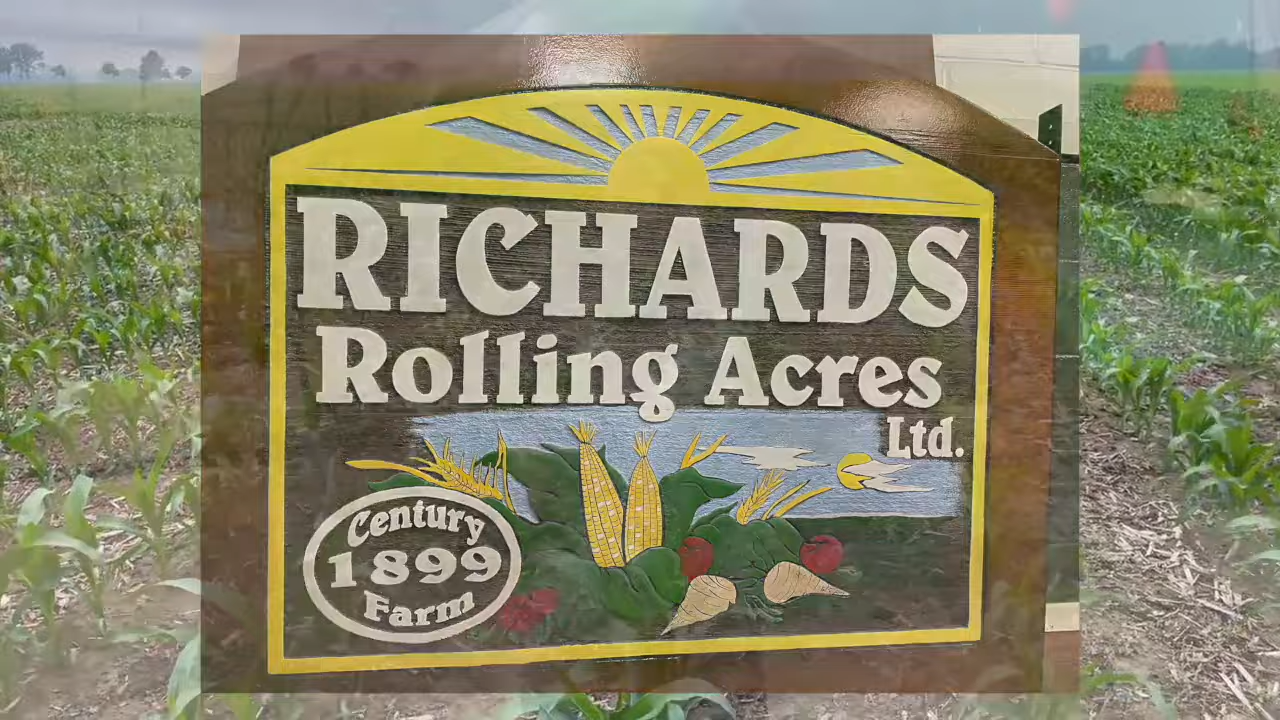 RICHARDS
Rolling Acres
Ltd.
Century
1899
Farm